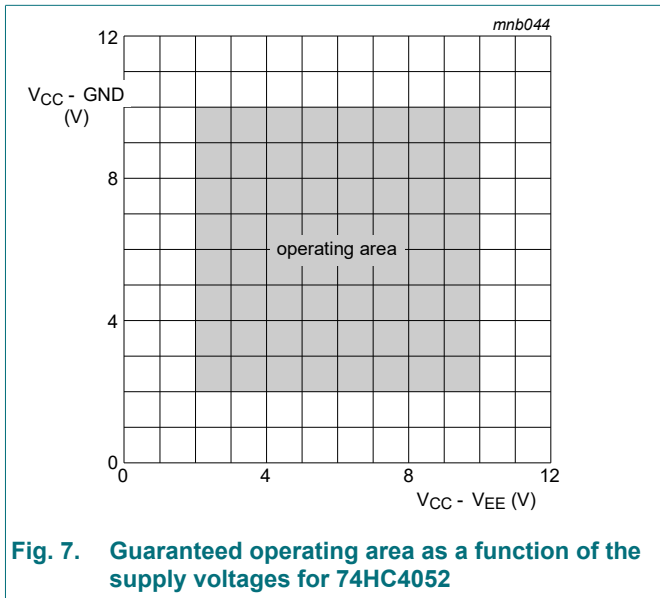 mnb044
12
VCC - GND
(V)
8
operating area
4
0
0 4 8 12
VCC - VEE (V)
Fig. 7. Guaranteed operating area as a function of the
supply voltages for 74HC4052